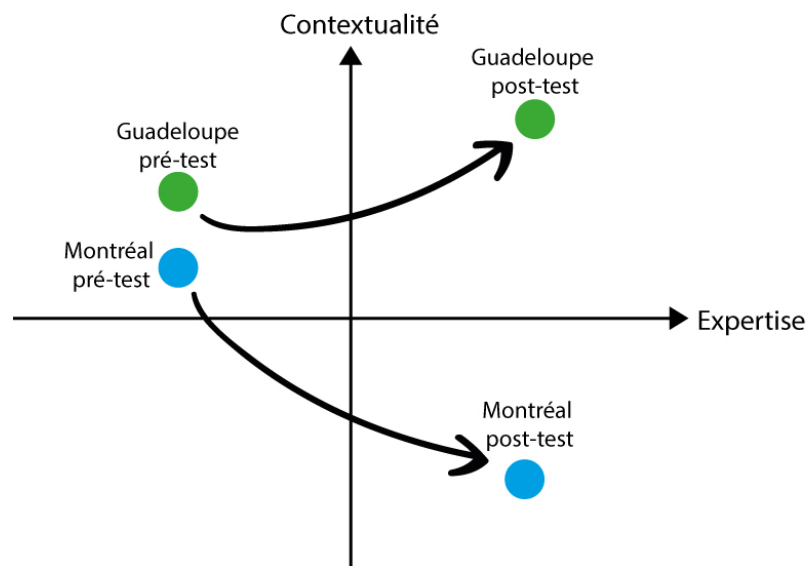 Contextualité
Guadeloupe
post-test
Guadeloupe
pré-test
Montréal
pré-test
Expertise
Montréal
post-test